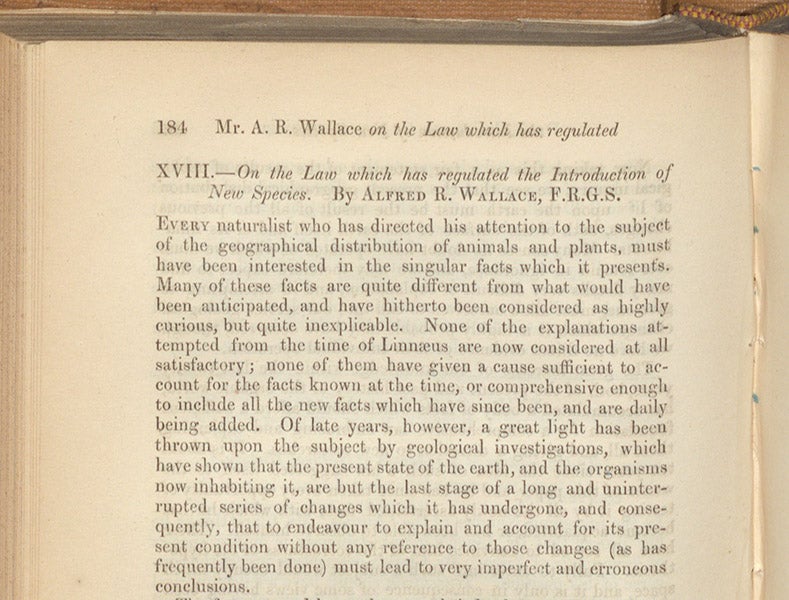 184 Mr. A. R. Wallace on the Law which has regulated
XVIII.—On the Law which has regulated the Introduction of
New Species. By ALFRED R. WALLACE, F.R.G.S.
EVERY naturalist who has directed his attention to the subject
of the geographical distribution of animals and plants, must
have been interested in the singular facts which it presents.
Many of these facts are quite different from what would have
been anticipated, and have hitherto been considered as highly
curious, but quite inexplicable. None of the explanations at-
tempted from the time of Linnæus are now considered at all
satisfactory; none of them have given a cause sufficient to ac-
count for the facts known at the time, or comprehensive enough
to include all the new facts which have since been, and are daily
being added. Of late years, however, a great light has been
thrown upon the subject by geological investigations, which
have shown that the present state of the earth, and the organisms
now inhabiting it, are but the last stage of a long and uninter-
rupted series of changes which it has undergone, and conse-
quently, that to endeavour to explain and account for its pre-
sent condition without any reference to those changes (as has
frequently been done) must lead to very imperfect and erroneous
conclusions.